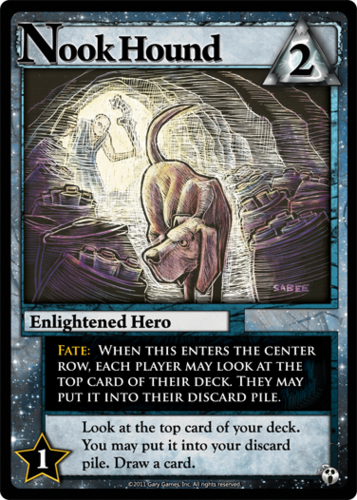 Nook Hound
2
SABEE
Enlightened Hero
Fate: When this enters the center
row, each player may look at the
top card of their deck. They may
put it into their discard pile.
Look at the top card of your deck.
You may put it into your discard
pile. Draw a card.
1
©2011 Gary Games, Inc. All rights reserved.